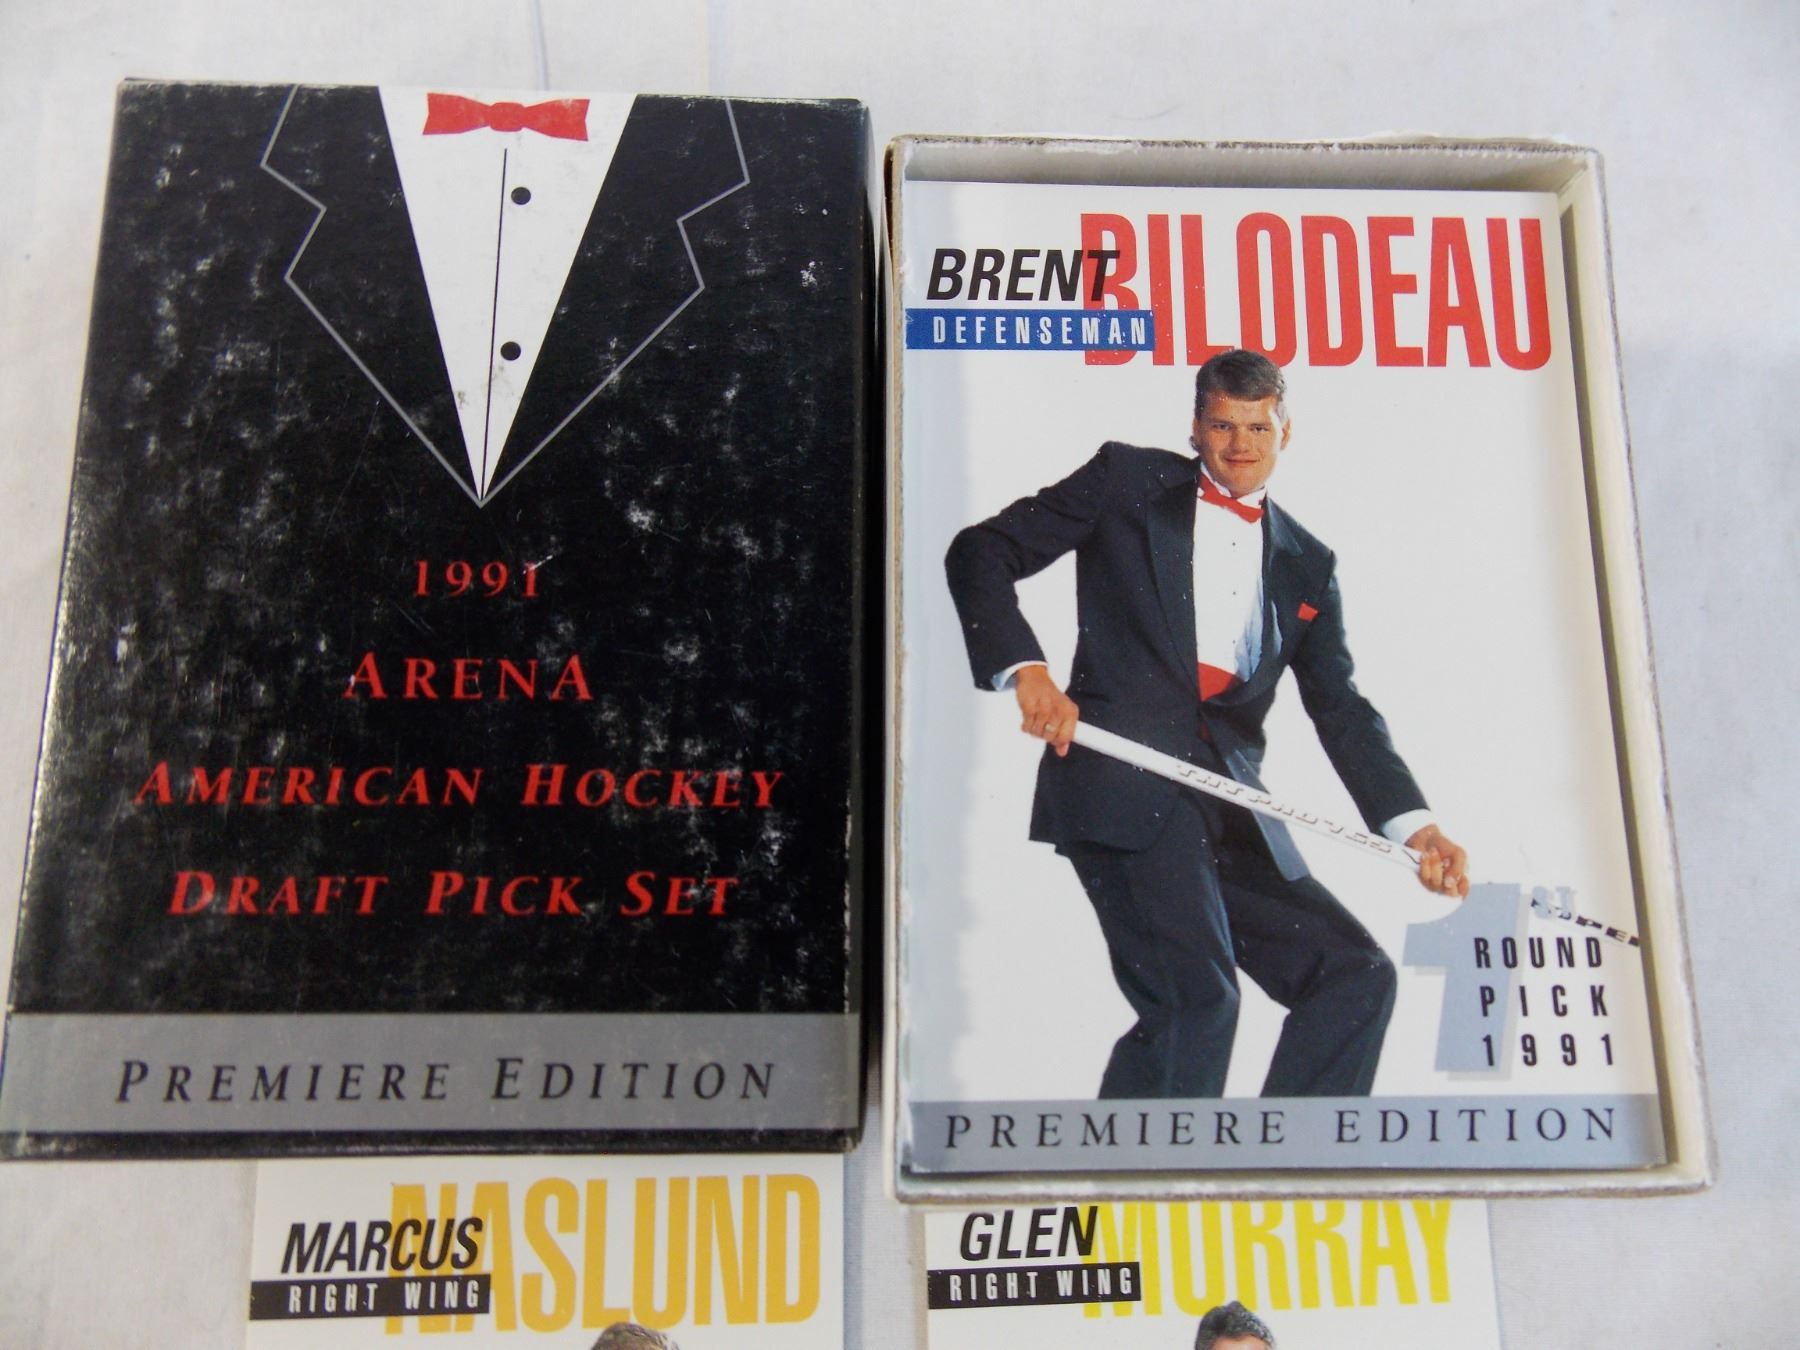 1991
ARENA
AMERICAN HOCKEY
DRAFT PICK SET
PREMIERE EDITION
BRENT BILODEAU
DEFENSEMAN
1ST
ROUND
PICK
1991
PREMIERE EDITION
MARCUS NASLUND
RIGHT WING
GLEN MURRAY
RIGHT WING